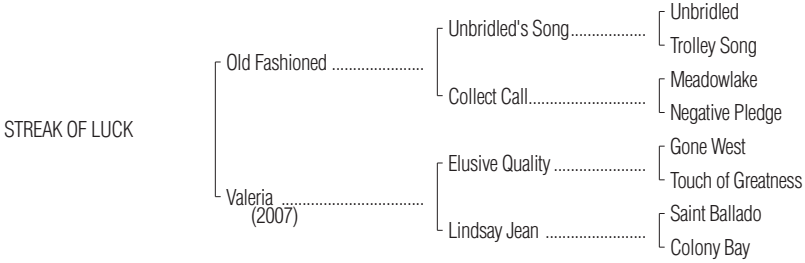 Unbridled
Unbridled's Song....................
Trolley Song
Old Fashioned ........................
Meadowlake
Collect Call...............................
Negative Pledge
STREAK OF LUCK
Gone West
Elusive Quality ........................
Touch of Greatness
Valeria .....................................
(2007)
Saint Ballado
Lindsay Jean ..........................
Colony Bay